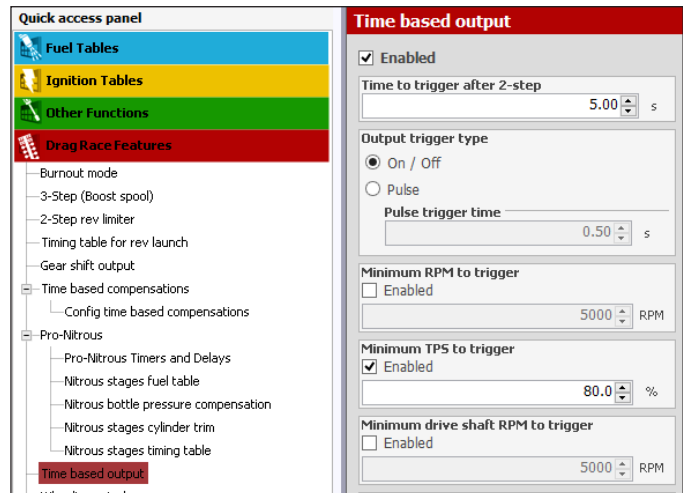 Quick access panel
Fuel Tables
Ignition Tables
Other Functions
Drag Race Features
Burnout mode
3-Step (Boost spool)
2-Step rev limiter
Timing table for rev launch
Gear shift output
Time based compensations
Config time based compensations
Pro-Nitrous
Pro-Nitrous Timers and Delays
Nitrous stages fuel table
Nitrous bottle pressure compensation
Nitrous stages cylinder trim
Nitrous stages timing table
Time based output
Time based output
Enabled
Time to trigger after 2-step
5.00 s
Output trigger type
On / Off
Pulse
Pulse trigger time
0.50 s
Minimum RPM to trigger
Enabled
5000 RPM
Minimum TPS to trigger
Enabled
80.0 %
Minimum drive shaft RPM to trigger
Enabled
5000 RPM